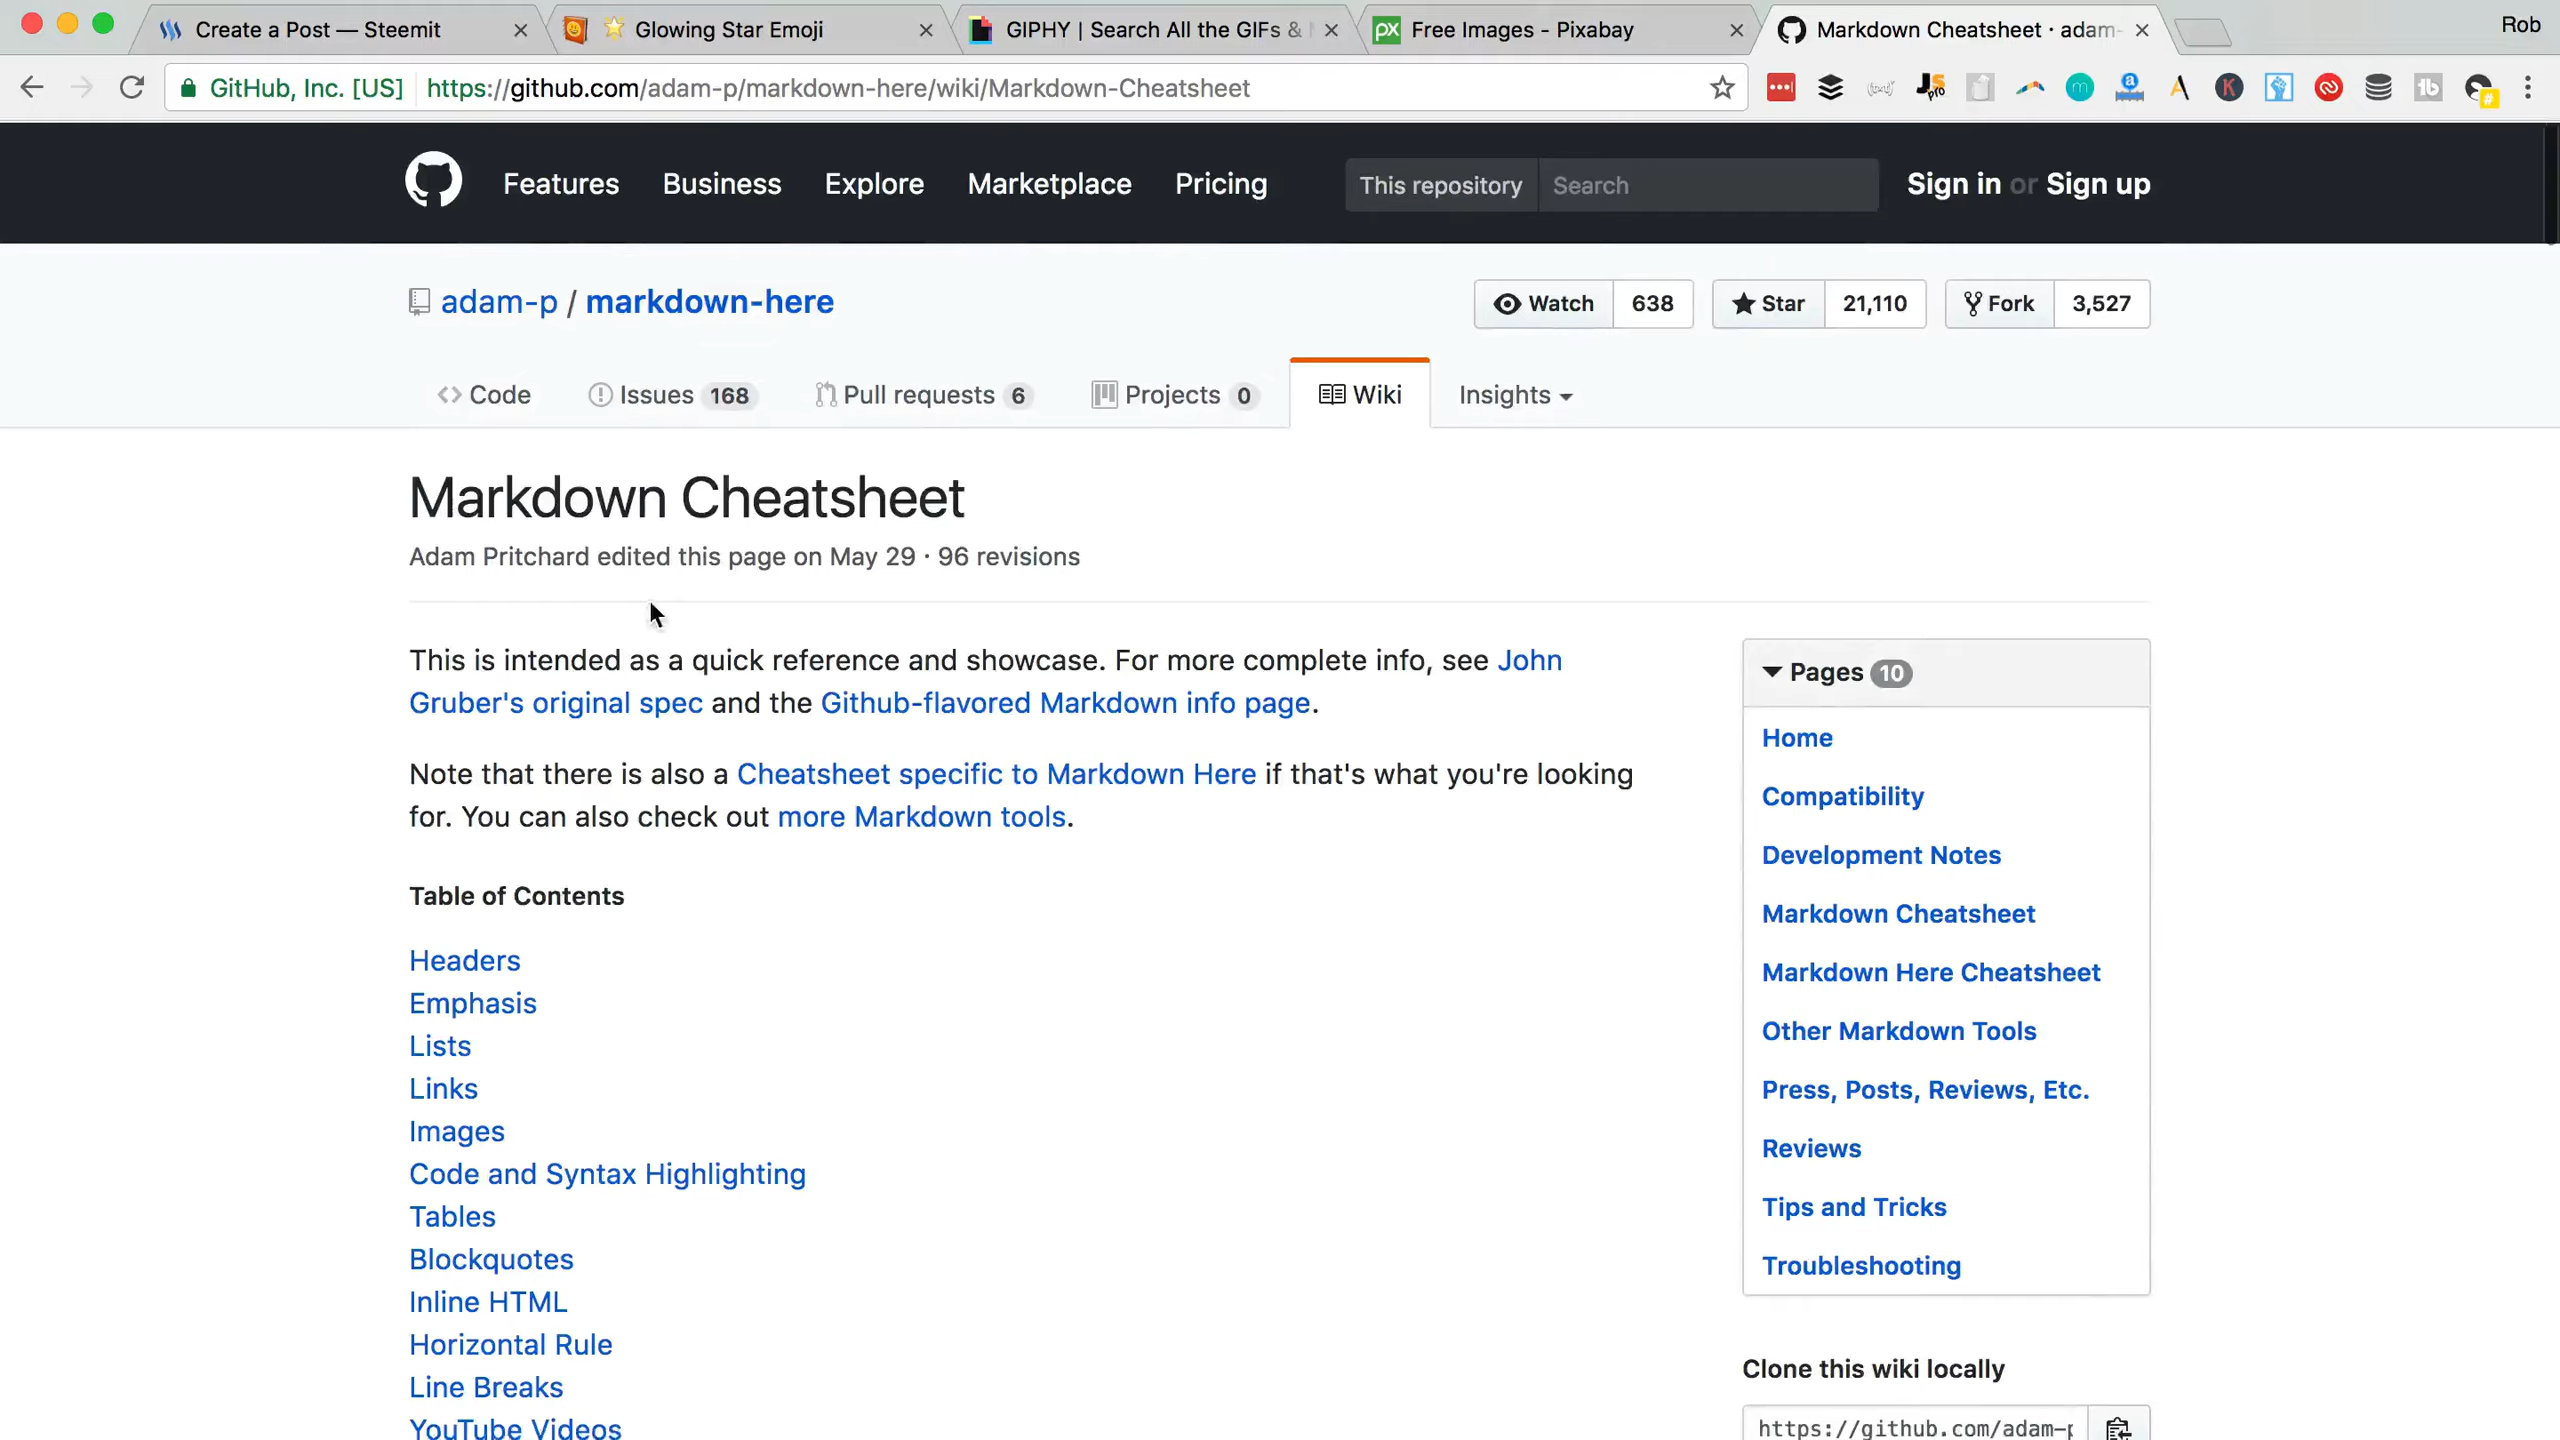 Create a Post — Steemit
Glowing Star Emoji
GIPHY | Search All the GIFs &
Free Images - Pixabay
Markdown Cheatsheet · adam-
Rob
GitHub, Inc. [US] https://github.com/adam-p/markdown-here/wiki/Markdown-Cheatsheet
Features Business Explore Marketplace Pricing This repository Search Sign in or Sign up
adam-p / markdown-here Watch 638 Star 21,110 Fork 3,527
Code Issues 168 Pull requests 6 Projects 0 Wiki Insights
Markdown Cheatsheet
Adam Pritchard edited this page on May 29 · 96 revisions
This is intended as a quick reference and showcase. For more complete info, see John
Gruber's original spec and the Github-flavored Markdown info page.
Note that there is also a Cheatsheet specific to Markdown Here if that's what you're looking
for. You can also check out more Markdown tools.
Table of Contents
Headers
Emphasis
Lists
Links
Images
Code and Syntax Highlighting
Tables
Blockquotes
Inline HTML
Horizontal Rule
Line Breaks
YouTube Videos
Pages 10
Home
Compatibility
Development Notes
Markdown Cheatsheet
Markdown Here Cheatsheet
Other Markdown Tools
Press, Posts, Reviews, Etc.
Reviews
Tips and Tricks
Troubleshooting
Clone this wiki locally
https://github.com/adam-p